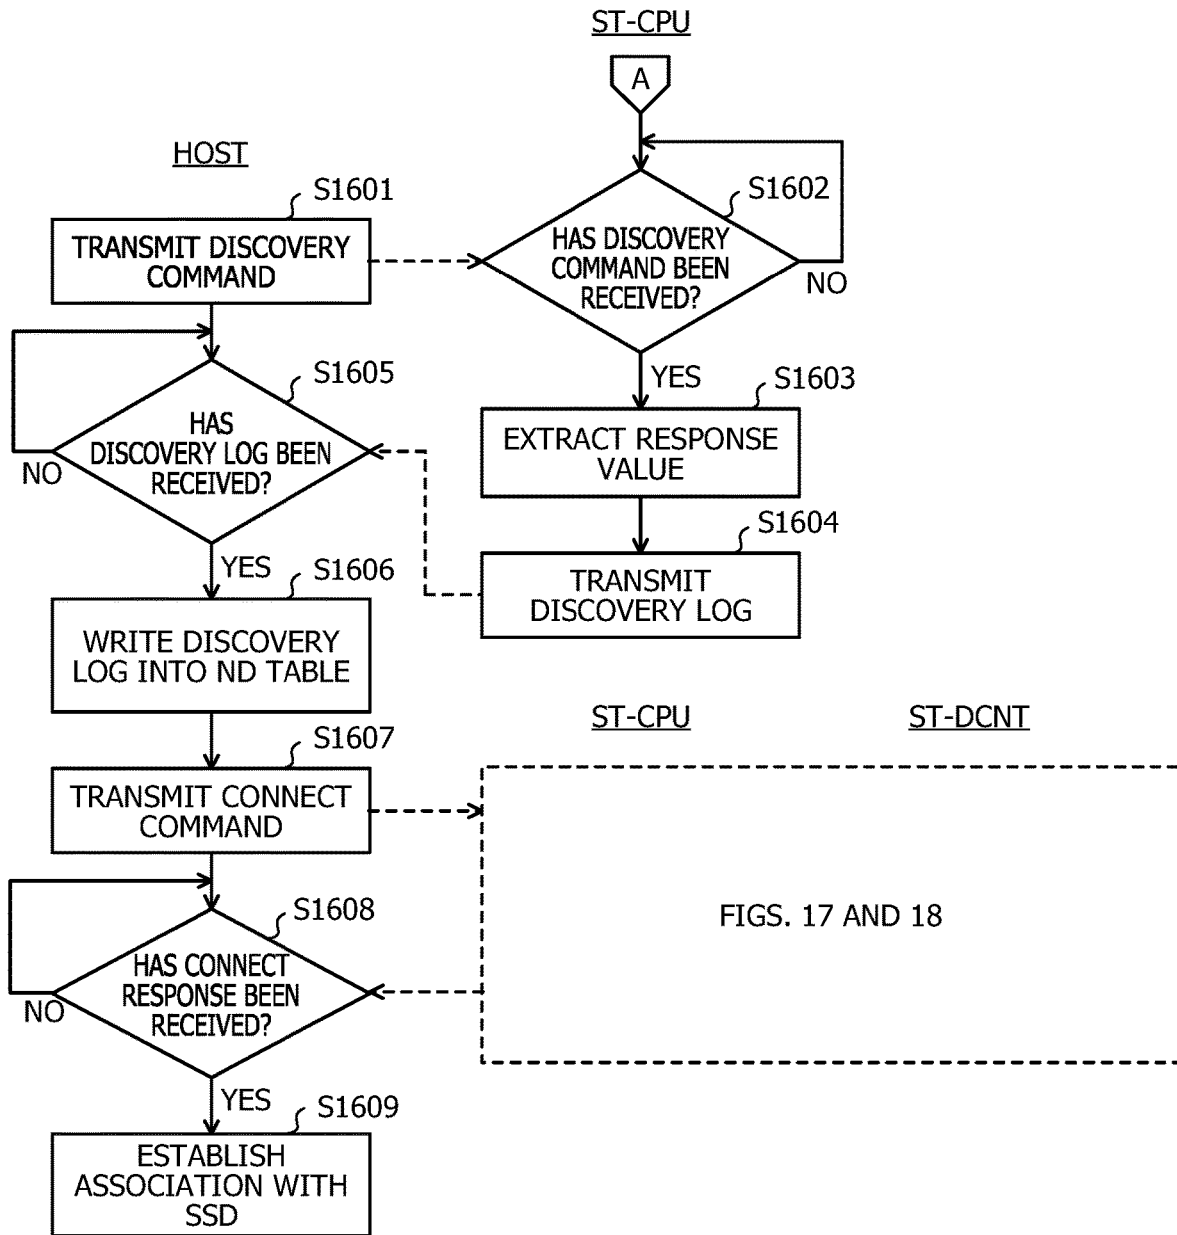 ST-CPU
A
HOST
S1601
TRANSMIT DISCOVERY
COMMAND
S1602
HAS DISCOVERY
COMMAND BEEN
RECEIVED?
NO
YES
S1603
EXTRACT RESPONSE
VALUE
S1604
TRANSMIT
DISCOVERY LOG
S1605
HAS
DISCOVERY LOG BEEN
RECEIVED?
NO
YES
S1606
WRITE DISCOVERY
LOG INTO ND TABLE
S1607
TRANSMIT CONNECT
COMMAND
ST-CPU
ST-DCNT
FIGS. 17 AND 18
S1608
HAS CONNECT
RESPONSE BEEN
RECEIVED?
NO
YES
S1609
ESTABLISH
ASSOCIATION WITH
SSD